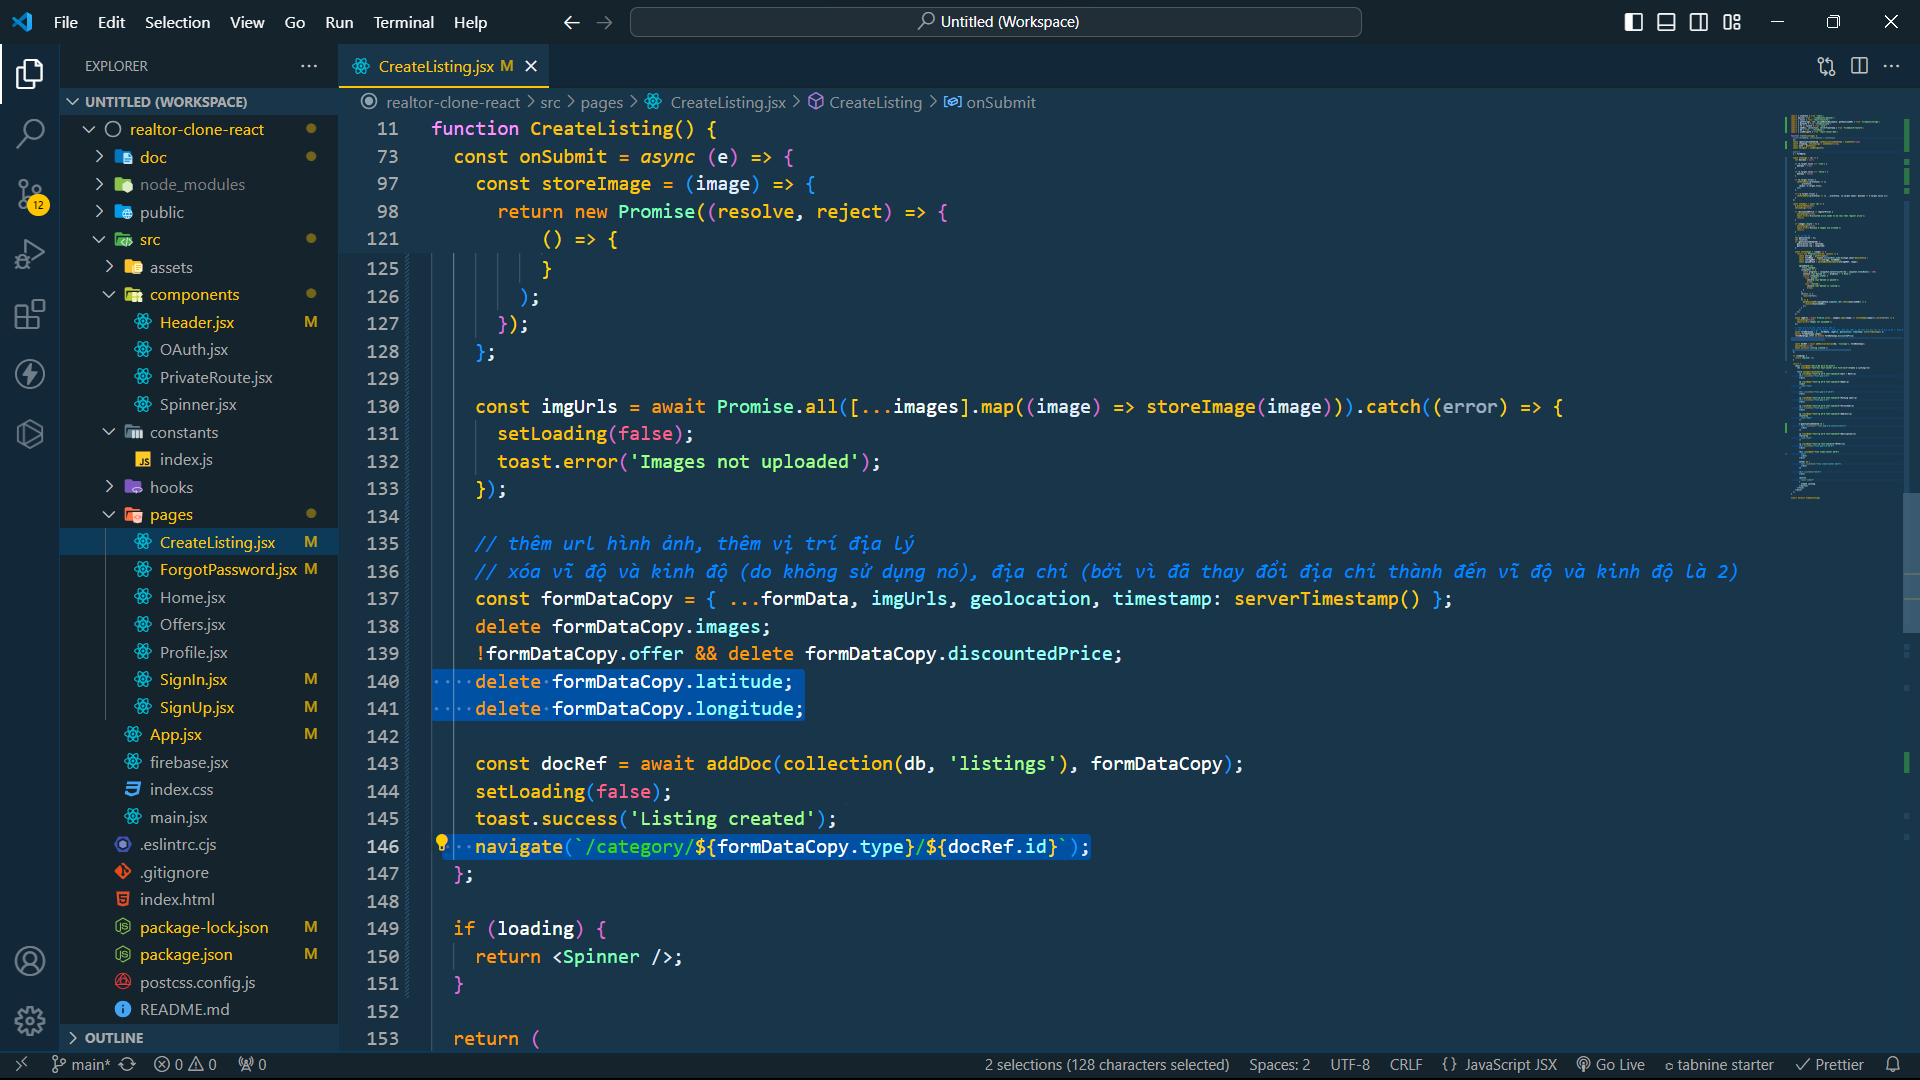 File Edit Selection View Go Run Terminal Help
Untitled (Workspace)
EXPLORER
UNTITLED (WORKSPACE)
realtor-clone-react
doc
node_modules
public
src
assets
components
Header.jsx M
OAuth.jsx
PrivateRoute.jsx
Spinner.jsx
constants
index.js
hooks
pages
CreateListing.jsx M
ForgotPassword.jsx M
Home.jsx
Offers.jsx
Profile.jsx
SignIn.jsx M
SignUp.jsx M
App.jsx M
firebase.jsx
index.css
main.jsx
.eslintrc.cjs
.gitignore
index.html
package-lock.json M
package.json M
postcss.config.js
README.md
OUTLINE
12
CreateListing.jsx M
realtor-clone-react > src > pages > CreateListing.jsx > CreateListing > onSubmit
11 function CreateListing() {
73 const onSubmit = async (e) => {
97 const storeImage = (image) => {
98 return new Promise((resolve, reject) => {
121 () => {
125 }
126 );
127 });
128 };
129
130 const imgUrls = await Promise.all([...images].map((image) => storeImage(image))).catch((error) => {
131 setLoading(false);
132 toast.error('Images not uploaded');
133 });
134
135 // thêm url hình ảnh, thêm vị trí địa lý
136 // xóa vĩ độ và kinh độ (do không sử dụng nó), địa chỉ (bởi vì đã thay đổi địa chỉ thành đến vĩ độ và kinh độ là 2)
137 const formDataCopy = { ...formData, imgUrls, geolocation, timestamp: serverTimestamp() };
138 delete formDataCopy.images;
139 !formDataCopy.offer && delete formDataCopy.discountedPrice;
140 delete formDataCopy.latitude;
141 delete formDataCopy.longitude;
142
143 const docRef = await addDoc(collection(db, 'listings'), formDataCopy);
144 setLoading(false);
145 toast.success('Listing created');
146 navigate(`/category/${formDataCopy.type}/${docRef.id}`);
147 };
148
149 if (loading) {
150 return <Spinner />;
151 }
152
153 return (
main* 0 0 0 2 selections (128 characters selected) Spaces: 2 UTF-8 CRLF {} JavaScript JSX Go Live tabnine starter Prettier